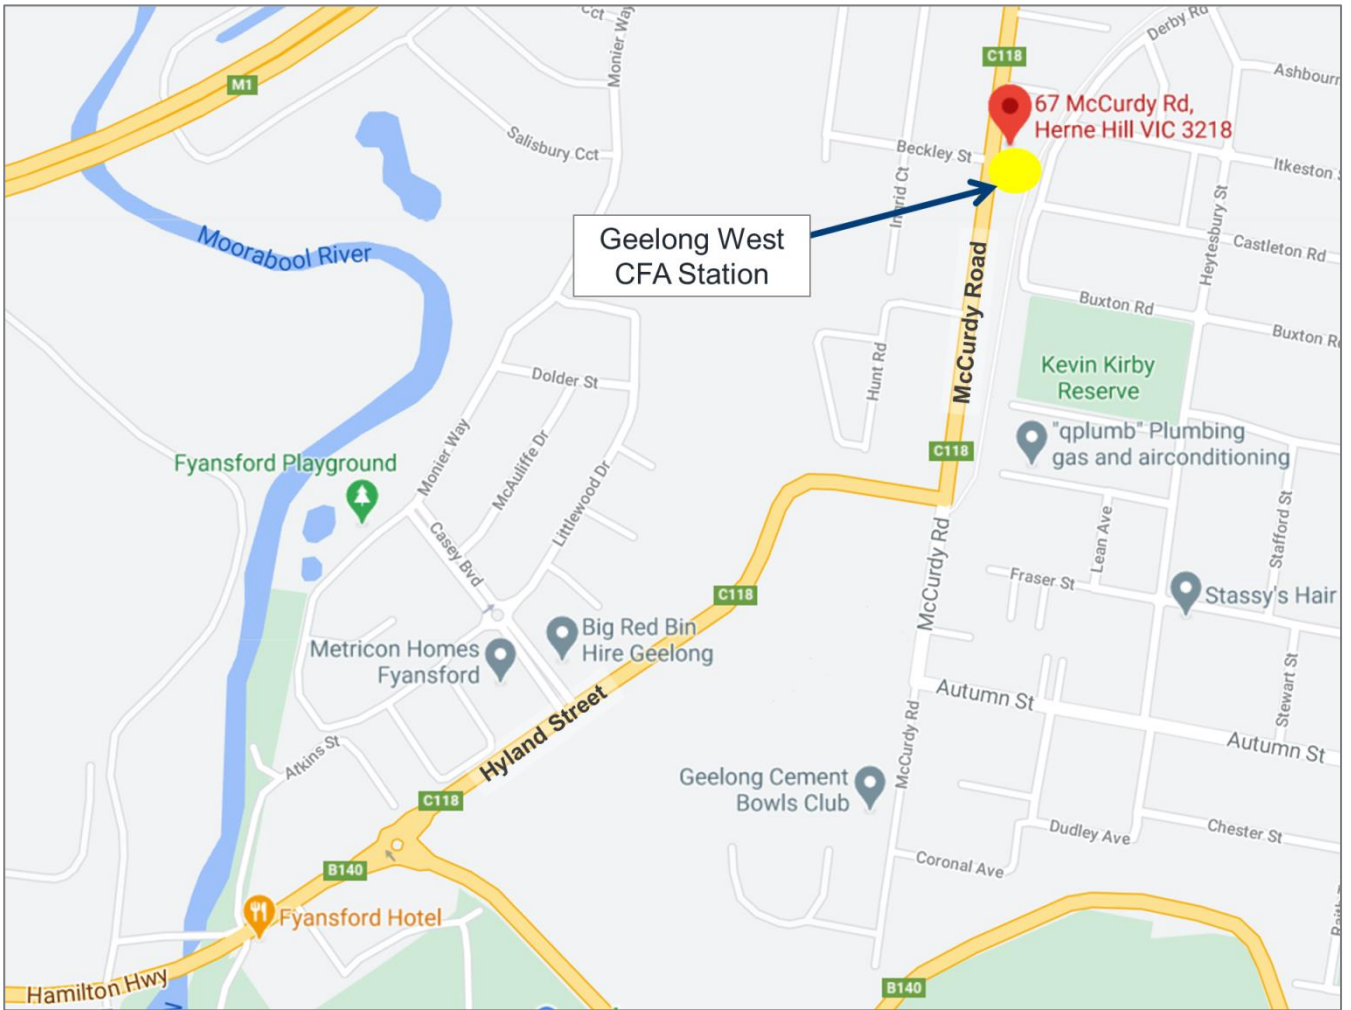 Cct
Monier Way
Derby Rd
C118
Ashbourn
M1
67 McCurdy Rd,
Herne Hill VIC 3218
Salisbury Cct
Beckley St
Itkeston S
Ingrid Ct
Heytesbury St
Geelong West
CFA Station
Moorabool River
Castleton Rd
McCurdy Road
Buxton Rd
Buxton R
Kevin Kirby
Reserve
Hunt Rd
Dolder St
Monier Way
McAuliffe Dr
Littlewood Dr
Fyansford Playground
C118
"qplumb" Plumbing
gas and airconditioning
Casey Bvd
McCurdy Rd
Lean Ave
Stafford St
Fraser St
C118
Stassy's Hair
Big Red Bin
Hire Geelong
Metricon Homes
Fyansford
Hyland Street
Autumn St
Stewart St
Autumn St
McCurdy Rd
Atkins St
Geelong Cement
Bowls Club
C118
Dudley Ave
Chester St
Coronal Ave
B140
Fyansford Hotel
Hamilton Hwy
B140